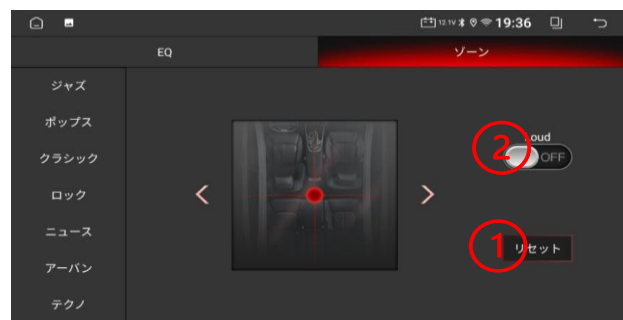 12.1V 19:36
EQ ゾーン
ジャズ
ポップス
クラシック
ロック
ニュース
アーバン
テクノ
Loud
② OFF
① リセット